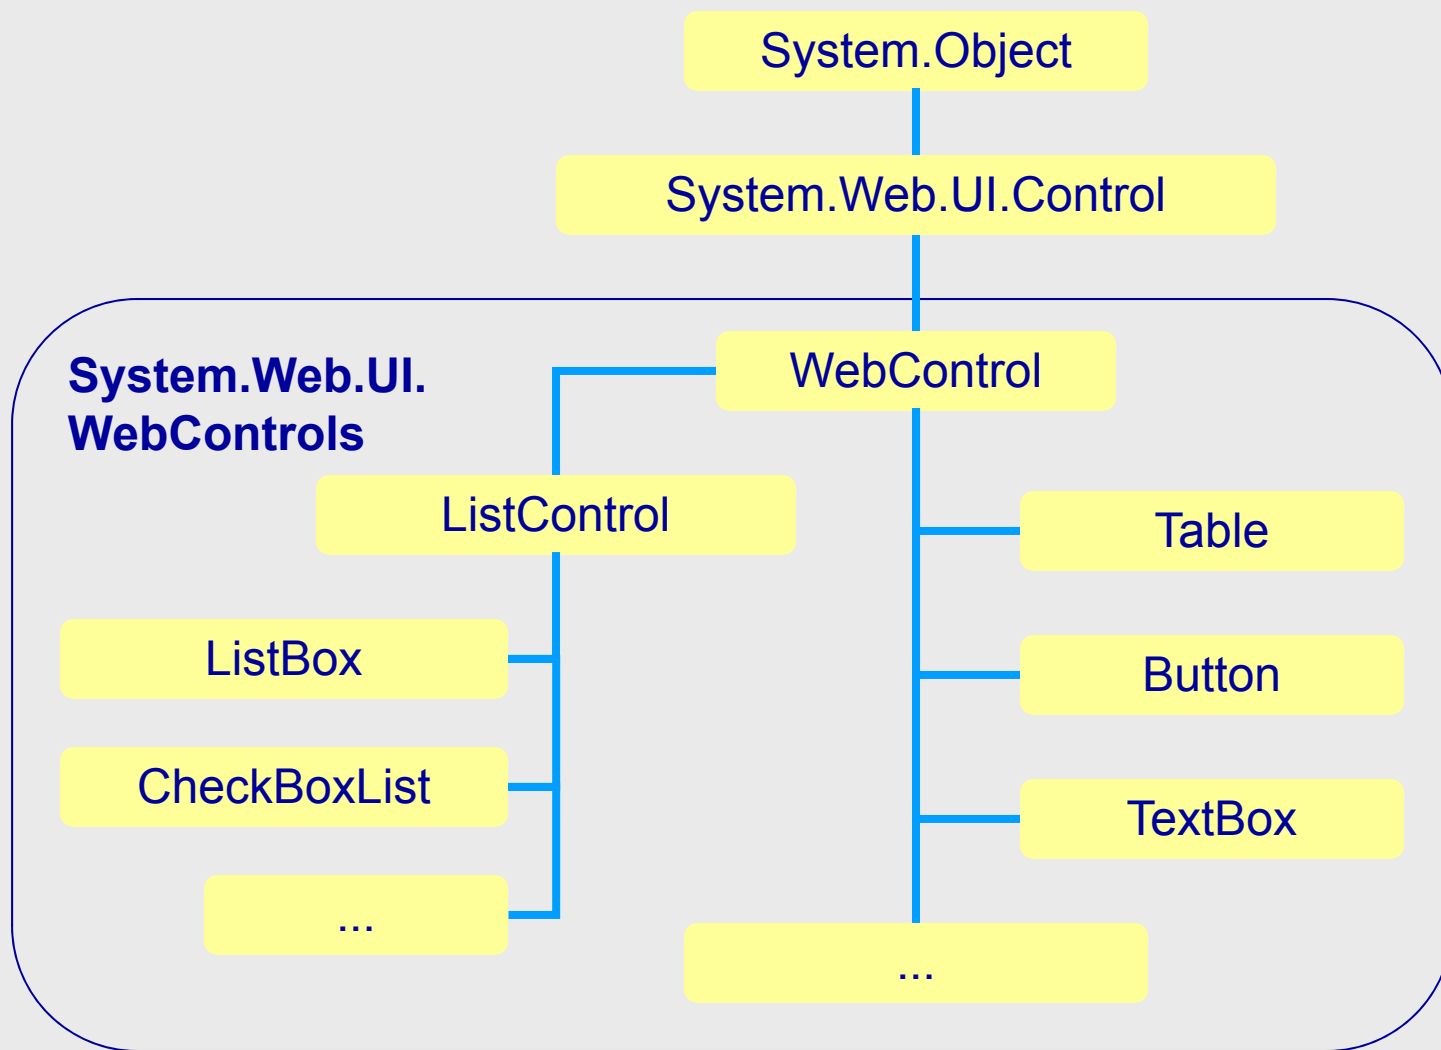 System.Object
System.Web.UI.Control
WebControl
System.Web.UI.
WebControls
ListControl
Table
ListBox
Button
CheckBoxList
TextBox
...
...